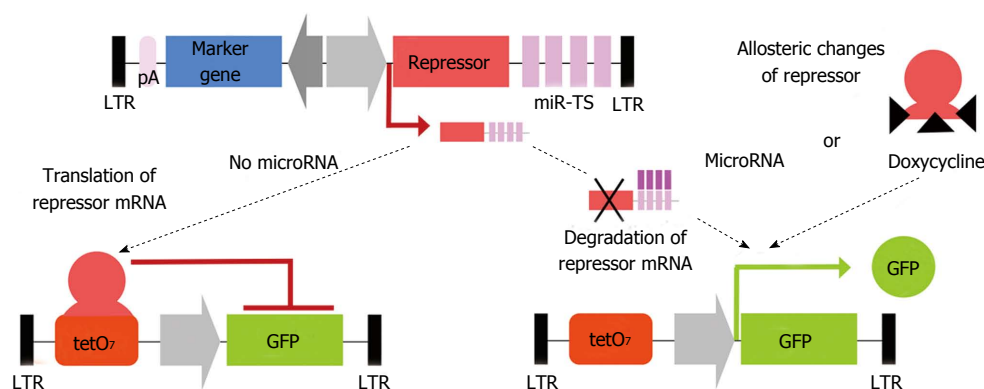 LTR
pA
Marker
gene
Repressor
miR-TS
LTR
Allosteric changes
of repressor
No microRNA
MicroRNA
or
Doxycycline
Translation of
repressor mRNA
Degradation of
repressor mRNA
GFP
tetO₇
GFP
LTR
LTR
tetO₇
GFP
LTR
LTR